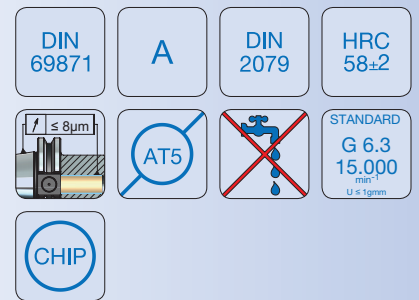 DIN
69871
A
DIN
2079
HRC
58±2
↗ ≤ 8µm
AT5
STANDARD
G 6.3
15.000
min⁻¹
U ≤ 1gmm
CHIP